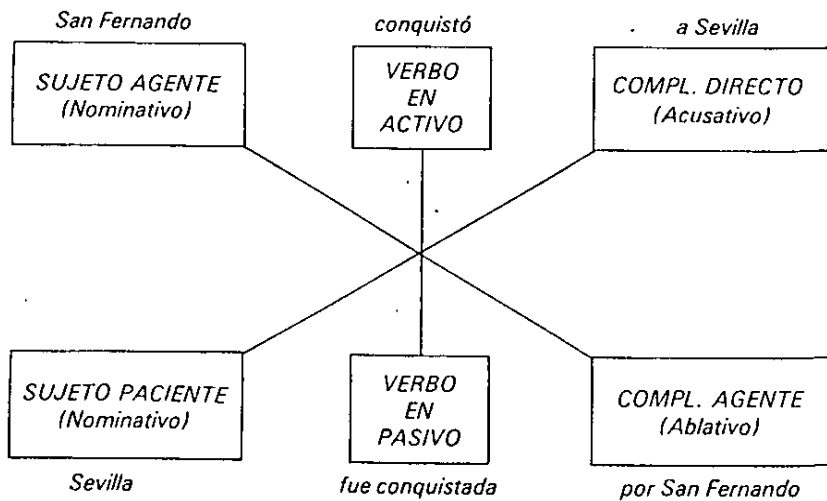 San Fernando
conquistó
a Sevilla
SUJETO AGENTE
(Nominativo)
VERBO
EN
ACTIVO
COMPL. DIRECTO
(Acusativo)
SUJETO PACIENTE
(Nominativo)
VERBO
EN
PASIVO
COMPL. AGENTE
(Ablativo)
Sevilla
fue conquistada
por San Fernando